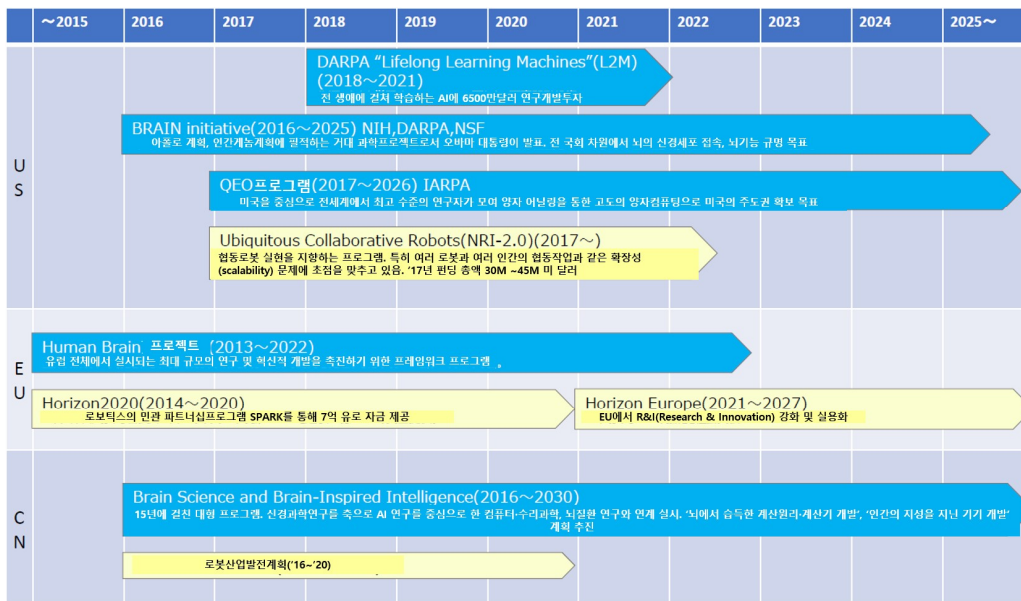 ~2015 2016 2017 2018 2019 2020 2021 2022 2023 2024 2025~
US
DARPA “Lifelong Learning Machines”(L2M)
(2018~2021)
전 생애에 걸쳐 학습하는 AI에 6500만달러 연구개발투자
BRAIN initiative(2016~2025) NIH,DARPA,NSF
아폴로 계획, 인간게놈계획에 필적하는 거대 과학프로젝트로서 오바마 대통령이 발표. 전 국회 차원에서 뇌의 신경세포 접속, 뇌기능 규명 목표
QEO프로그램(2017~2026) IARPA
미국을 중심으로 전세계에서 최고 수준의 연구자가 모여 양자 어닐링을 통한 고도의 양자컴퓨팅으로 미국의 주도권 확보 목표
Ubiquitous Collaborative Robots(NRI-2.0)(2017~)
협동로봇 실현을 지향하는 프로그램. 특히 여러 로봇과 여러 인간의 협동작업과 같은 확장성
(scalability) 문제에 초점을 맞추고 있음. ‘17년 펀딩 총액 30M ~45M 미 달러
EU
Human Brain 프로젝트 (2013~2022)
유럽 전체에서 실시되는 최대 규모의 연구 및 혁신적 개발을 촉진하기 위한 프레임워크 프로그램 。
Horizon2020(2014~2020)
로보틱스의 민관 파트너십프로그램 SPARK를 통해 7억 유로 자금 제공
Horizon Europe(2021~2027)
EU에서 R&I(Research & Innovation) 강화 및 실용화
CN
Brain Science and Brain-Inspired Intelligence(2016~2030)
15년에 걸친 대형 프로그램. 신경과학연구를 축으로 AI 연구를 중심으로 한 컴퓨터·수리과학, 뇌질환 연구와 연계 실시. ‘뇌에서 습득한 계산원리·계산기 개발’, ‘인간의 지성을 지닌 기기 개발’
계획 추진
로봇산업발전계획(‘16~‘20)